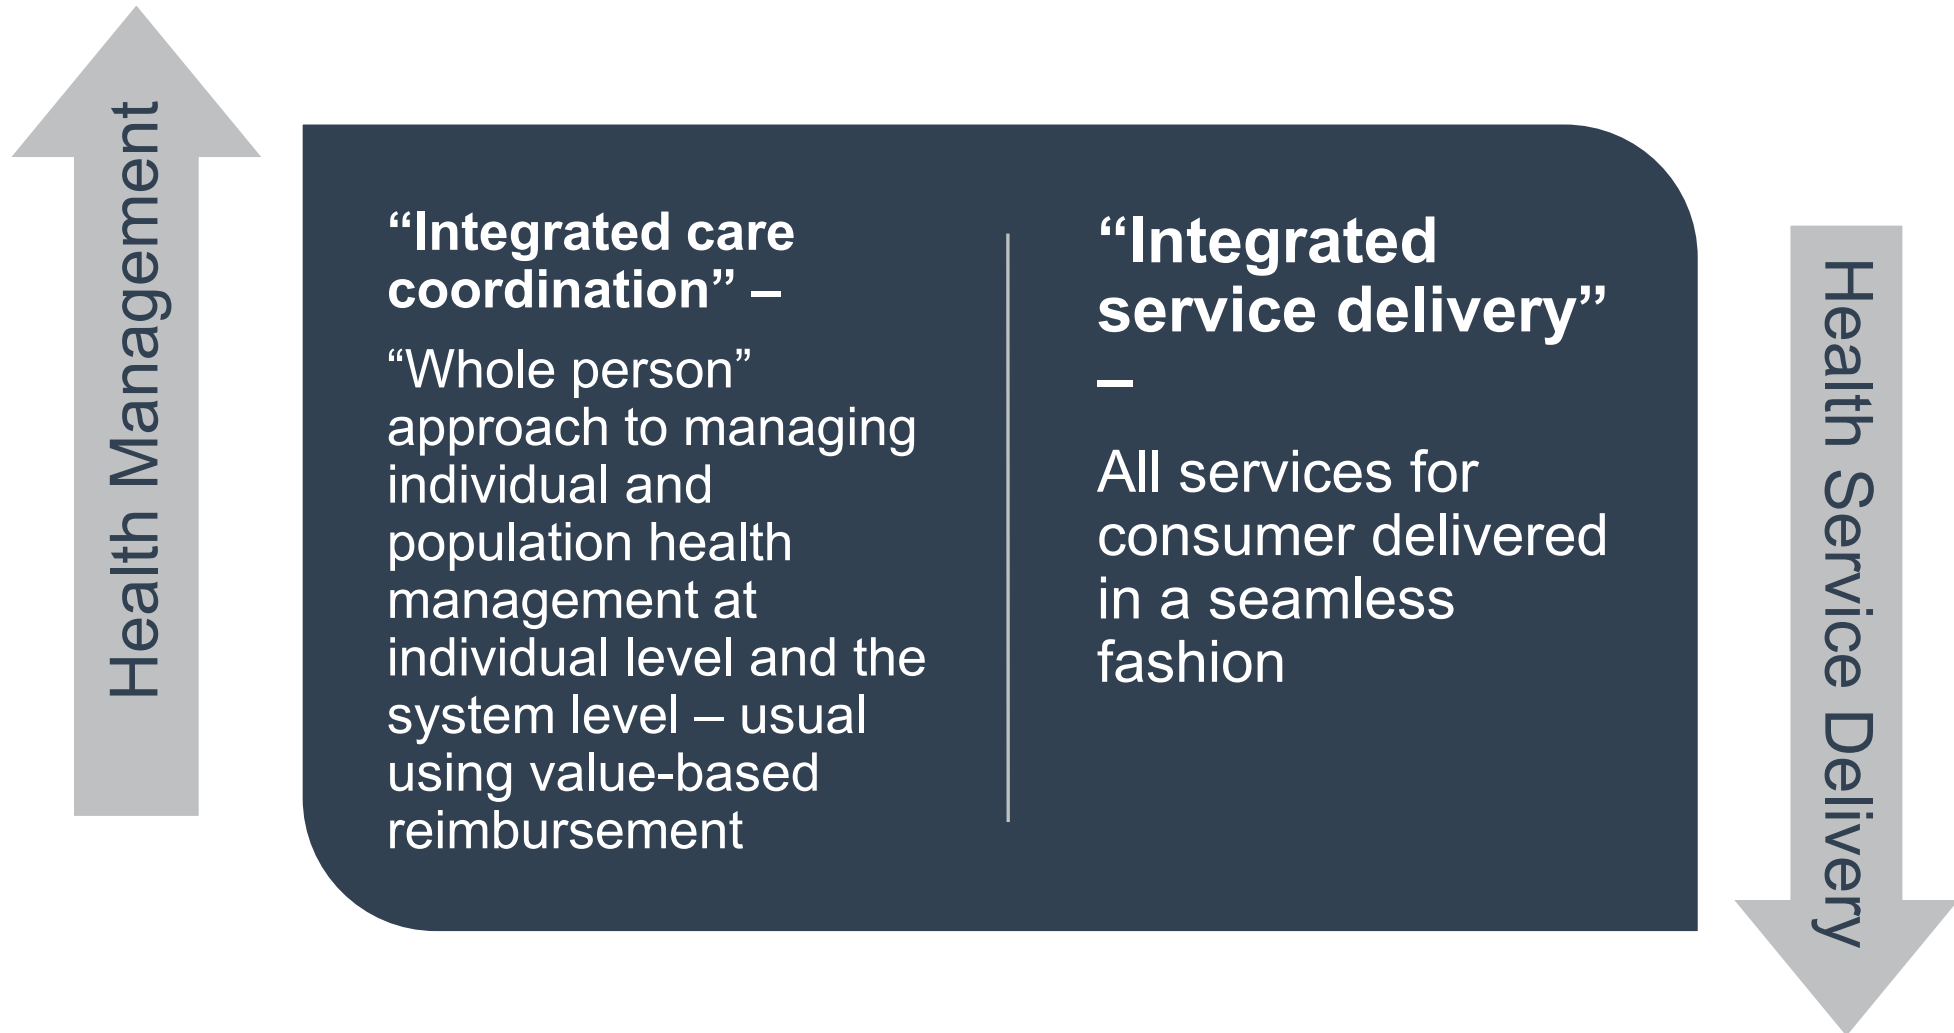 Health Management
“Integrated care
coordination” –
“Whole person”
approach to managing
individual and
population health
management at
individual level and the
system level – usual
using value-based
reimbursement
“Integrated
service delivery”
–
All services for
consumer delivered
in a seamless
fashion
Health Service Delivery